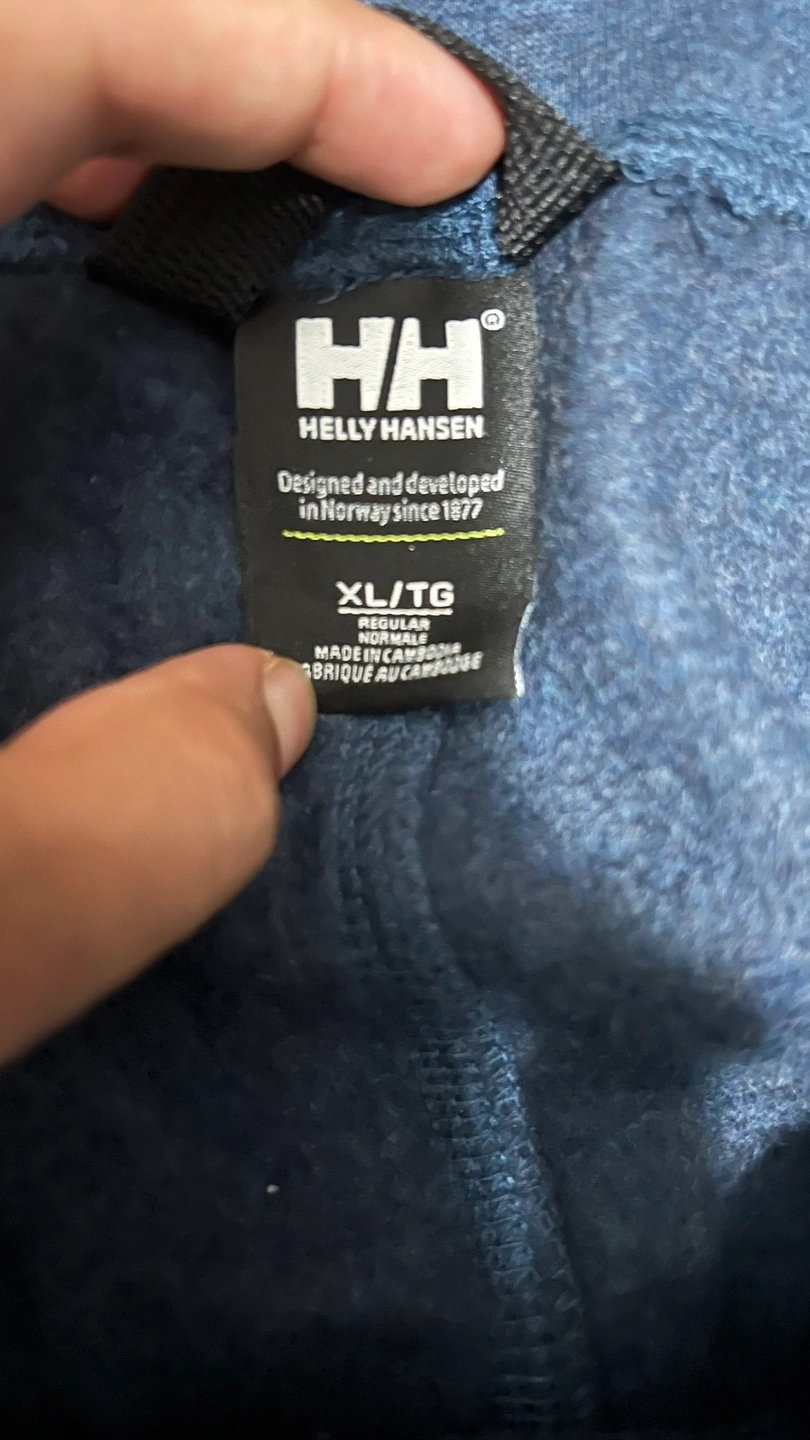 HH®
HELLY HANSEN
Designed and developed
in Norway since 1877
XL/TG
REGULAR
NORMALE
MADE IN CAMBODIA
ABRIQUÉ AU CAMBODGE